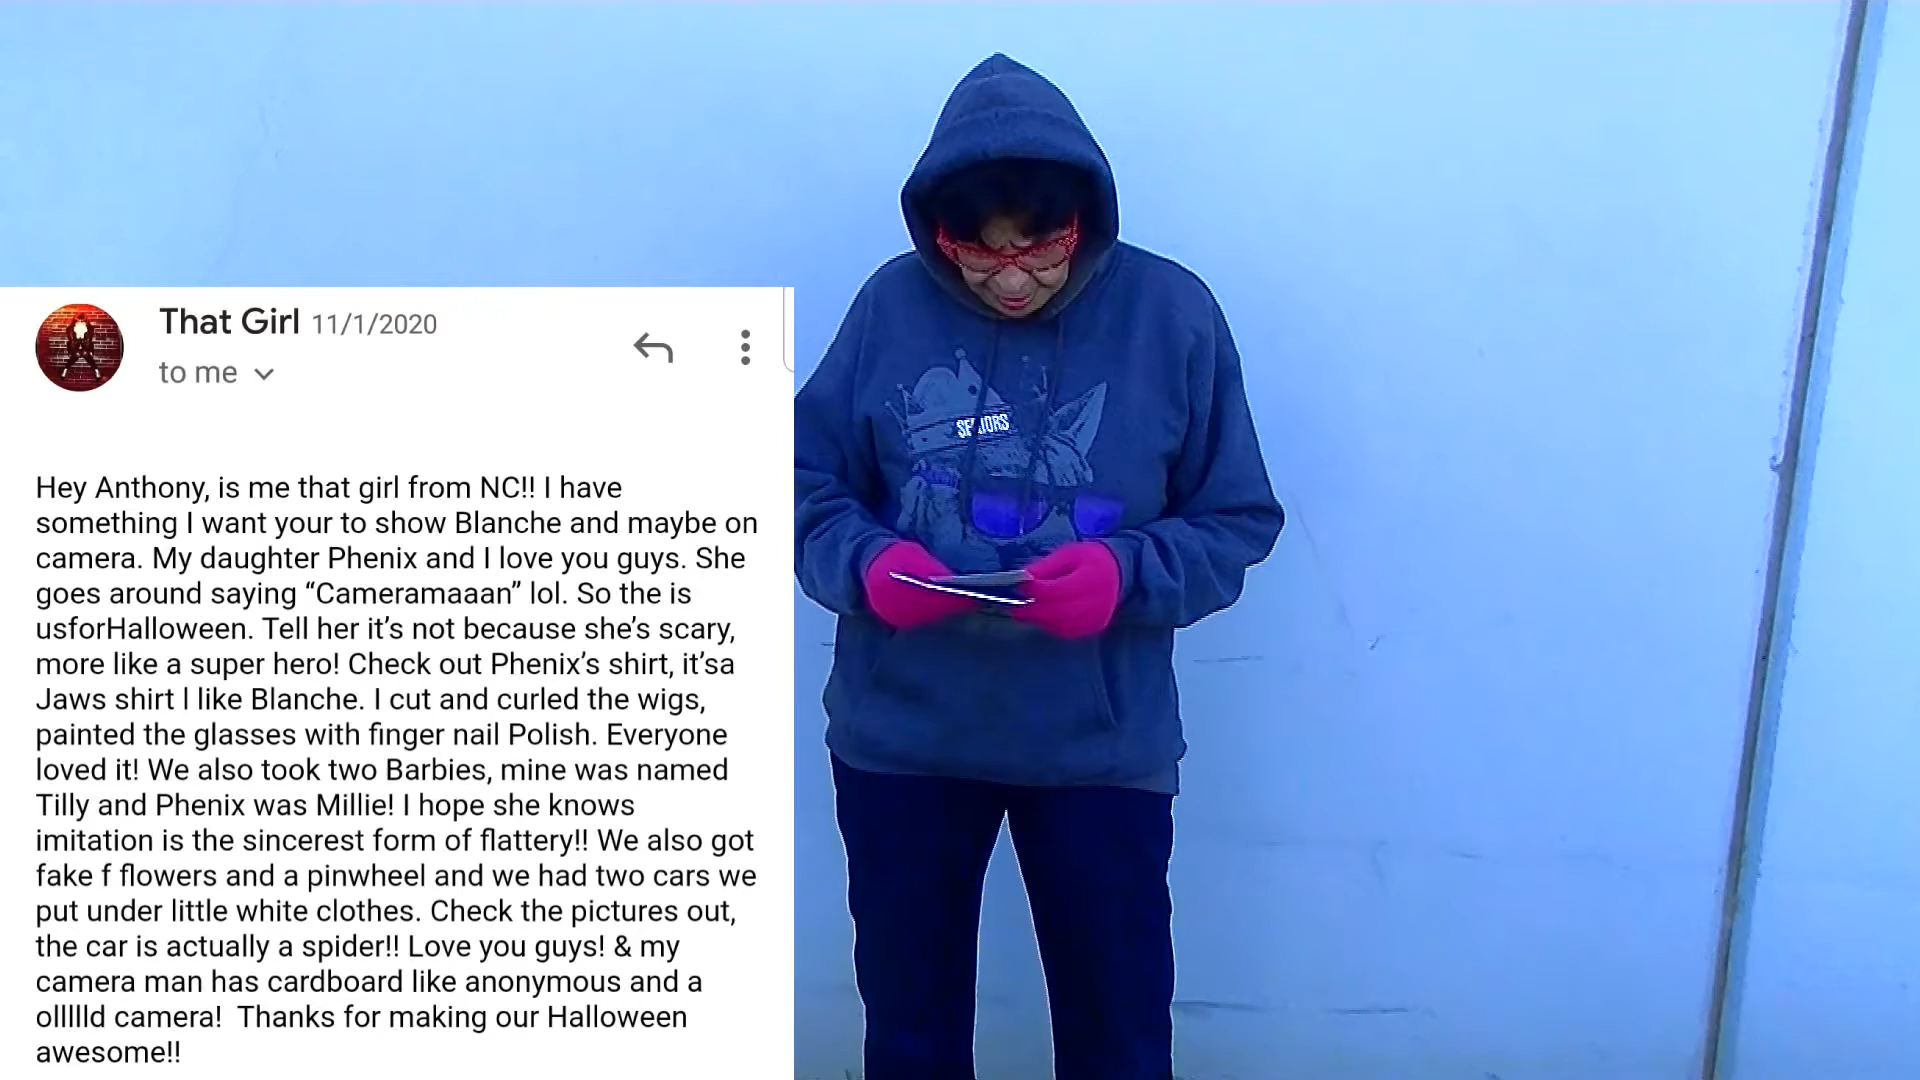 That Girl 11/1/2020
to me
Hey Anthony, is me that girl from NC!! I have
something I want your to show Blanche and maybe on
camera. My daughter Phenix and I love you guys. She
goes around saying “Cameramaaan” lol. So the is
usforHalloween. Tell her it’s not because she’s scary,
more like a super hero! Check out Phenix’s shirt, it’sa
Jaws shirt l like Blanche. I cut and curled the wigs,
painted the glasses with finger nail Polish. Everyone
loved it! We also took two Barbies, mine was named
Tilly and Phenix was Millie! I hope she knows
imitation is the sincerest form of flattery!! We also got
fake f flowers and a pinwheel and we had two cars we
put under little white clothes. Check the pictures out,
the car is actually a spider!! Love you guys! & my
camera man has cardboard like anonymous and a
ollllld camera!  Thanks for making our Halloween
awesome!!